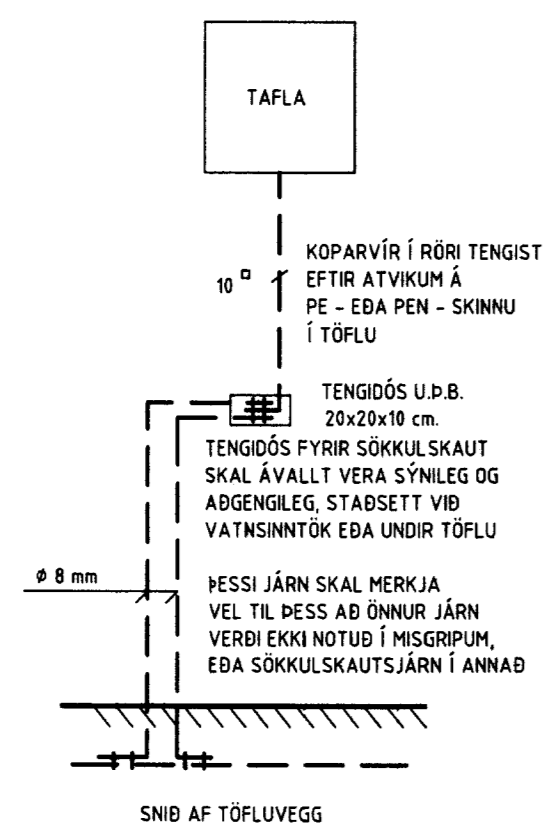 TAFLA
KOPARVÍR Í RÖRI TENGIST
10 ▫ EFTIR ATVIKUM Á
PE - EÐA PEN - SKINNU
Í TÖFLU
TENGIDÓS U.Þ.B.
20x20x10 cm.
TENGIDÓS FYRIR SÖKKULSKAUT
SKAL ÁVALLT VERA SÝNILEG OG
AÐGENGILEG, STAÐSETT VIÐ
VATNSINNTÖK EÐA UNDIR TÖFLU
ø 8 mm
ÞESSI JÁRN SKAL MERKJA
VEL TIL ÞESS AÐ ÖNNUR JÁRN
VERÐI EKKI NOTUÐ Í MISGRIPUM,
EÐA SÖKKULSKAUTSJÁRN Í ANNAÐ
SNIÐ AF TÖFLUVEGG